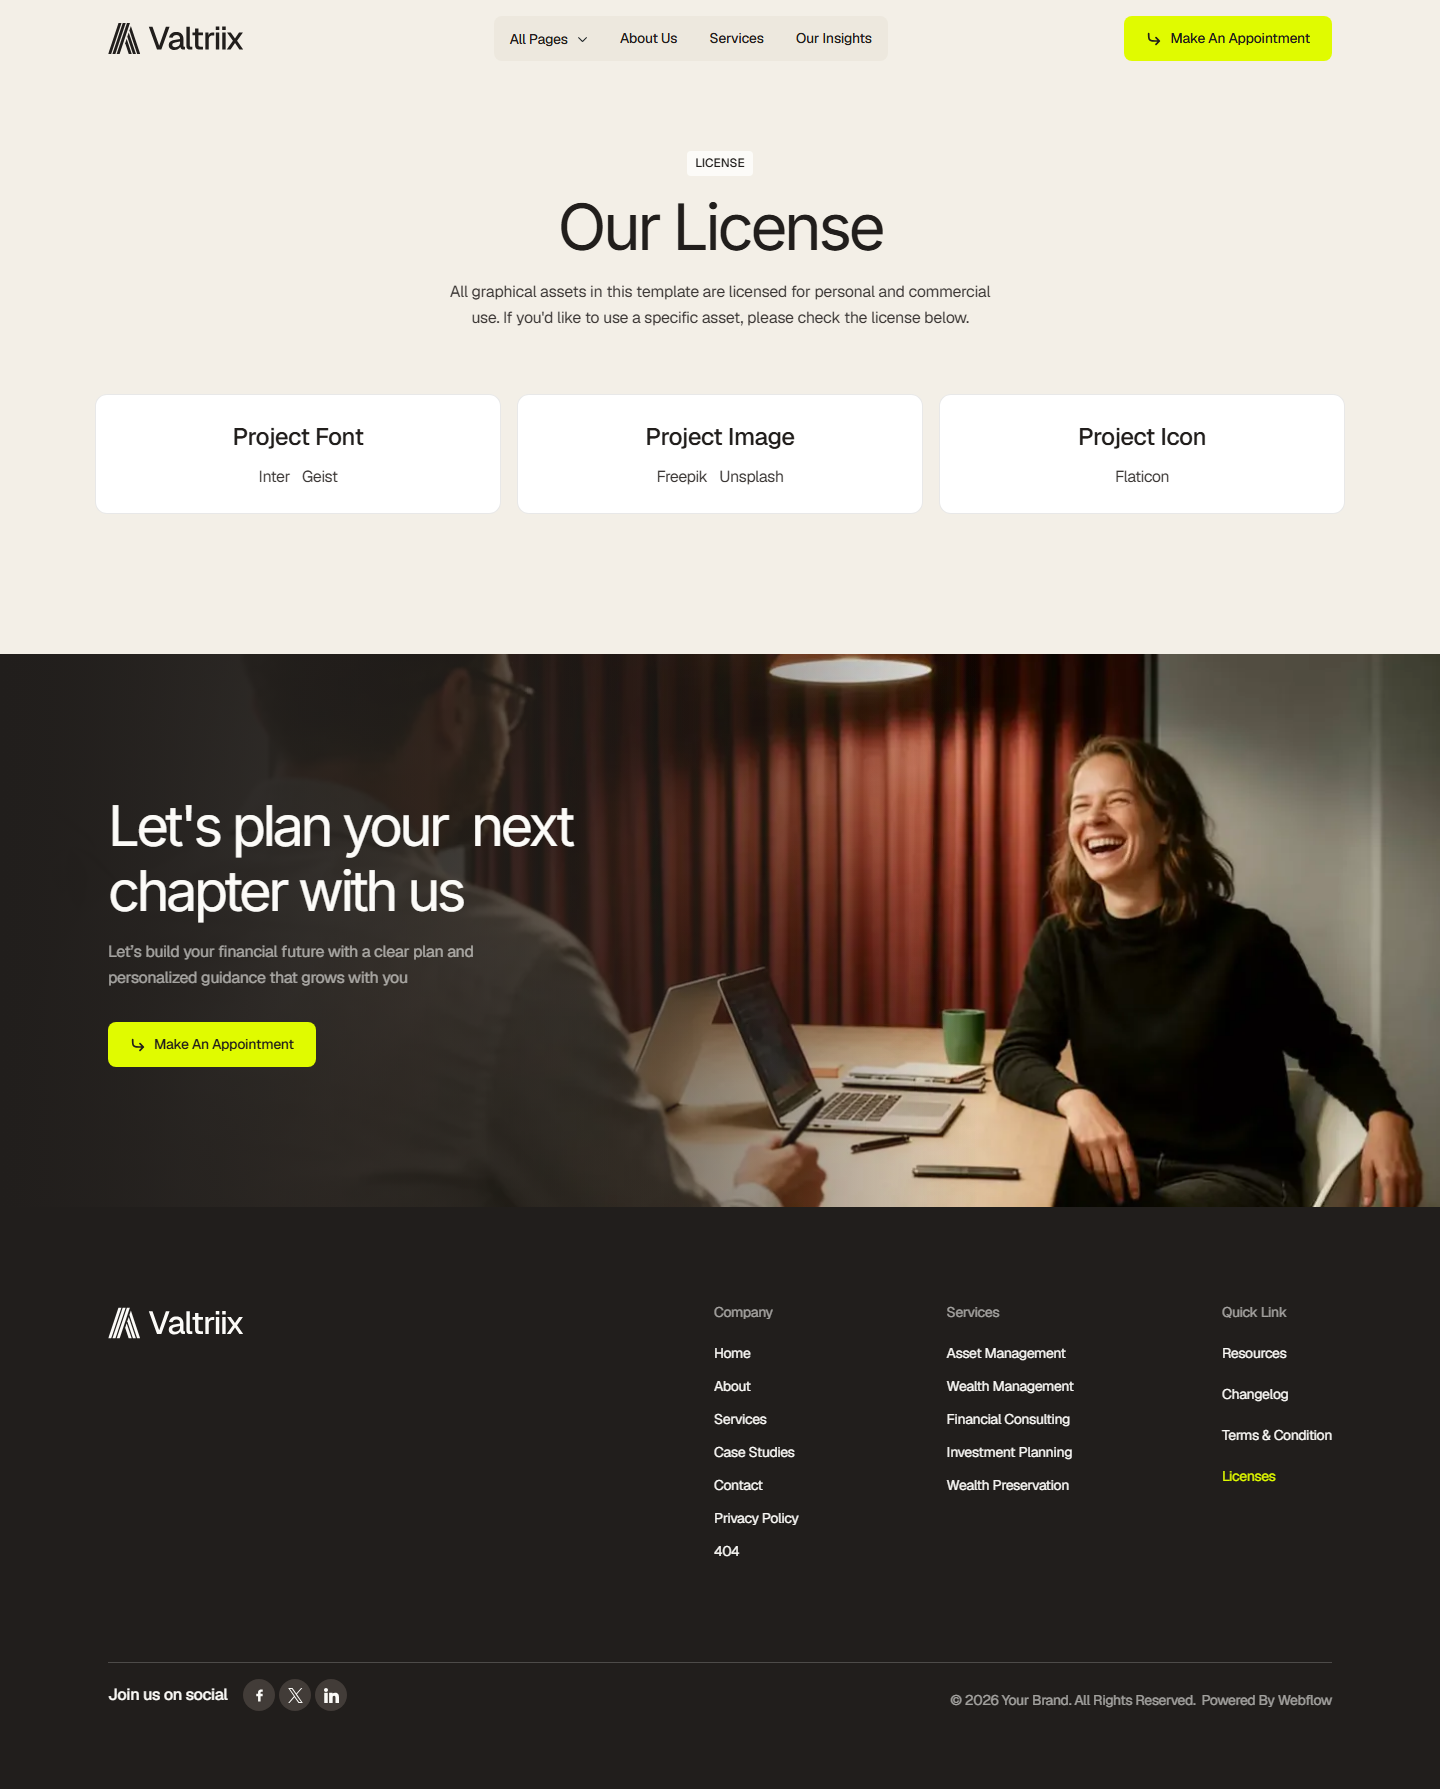 Valtriix
All Pages
About Us
Services
Our Insights
Make An Appointment
LICENSE
Our License
All graphical assets in this template are licensed for personal and commercial
use. If you'd like to use a specific asset, please check the license below.
Project Font
Inter Geist
Project Image
Freepik Unsplash
Project Icon
Flaticon
Let's plan your next
chapter with us
Let’s build your financial future with a clear plan and
personalized guidance that grows with you
Make An Appointment
Valtriix
Company
Home
About
Services
Case Studies
Contact
Privacy Policy
404
Services
Asset Management
Wealth Management
Financial Consulting
Investment Planning
Wealth Preservation
Quick Link
Resources
Changelog
Terms & Condition
Licenses
Join us on social
© 2026 Your Brand. All Rights Reserved. Powered By Webflow